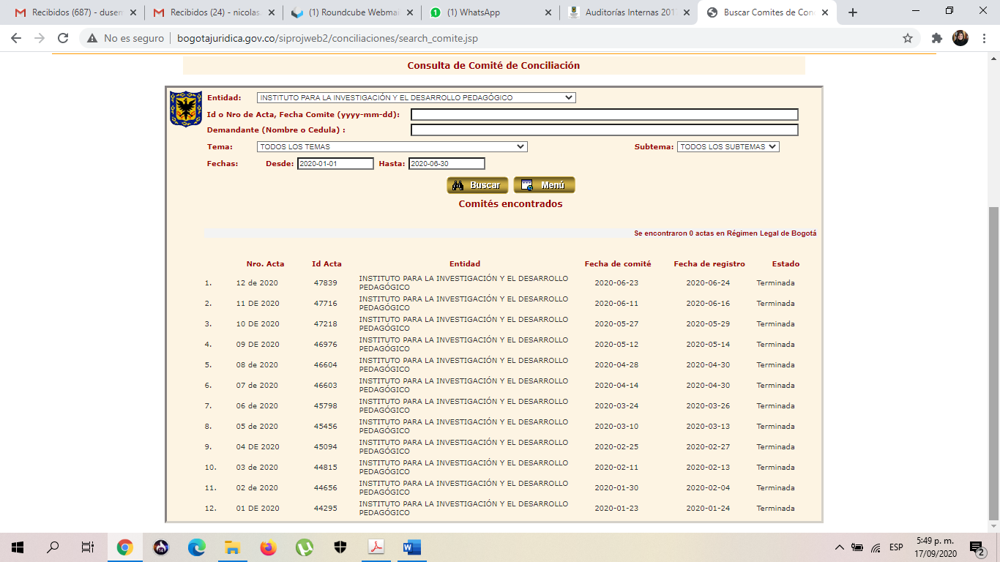 Recibidos (687) - dusem
Recibidos (24) - nicolas.
(1) Roundcube Webmai
(1) WhatsApp
Auditorías Internas 201
Buscar Comites de Con
No es seguro
bogotajuridica.gov.co/siprojweb2/conciliaciones/search_comite.jsp
Consulta de Comité de Conciliación
Entidad: INSTITUTO PARA LA INVESTIGACIÓN Y EL DESARROLLO PEDAGÓGICO
Id o Nro de Acta, Fecha Comite (yyyy-mm-dd):
Demandante (Nombre o Cedula) :
Tema: TODOS LOS TEMAS Subtema: TODOS LOS SUBTEMAS
Fechas: Desde: 2020-01-01 Hasta: 2020-06-30
Buscar Menú
Comités encontrados
Se encontraron 0 actas en Régimen Legal de Bogotá
Nro. Acta Id Acta Entidad Fecha de comité Fecha de registro Estado
1. 12 de 2020 47839 INSTITUTO PARA LA INVESTIGACIÓN Y EL DESARROLLO PEDAGÓGICO 2020-06-23 2020-06-24 Terminada
2. 11 DE 2020 47716 INSTITUTO PARA LA INVESTIGACIÓN Y EL DESARROLLO PEDAGÓGICO 2020-06-11 2020-06-16 Terminada
3. 10 DE 2020 47218 INSTITUTO PARA LA INVESTIGACIÓN Y EL DESARROLLO PEDAGÓGICO 2020-05-27 2020-05-29 Terminada
4. 09 DE 2020 46976 INSTITUTO PARA LA INVESTIGACIÓN Y EL DESARROLLO PEDAGÓGICO 2020-05-12 2020-05-14 Terminada
5. 08 de 2020 46604 INSTITUTO PARA LA INVESTIGACIÓN Y EL DESARROLLO PEDAGÓGICO 2020-04-28 2020-04-30 Terminada
6. 07 de 2020 46603 INSTITUTO PARA LA INVESTIGACIÓN Y EL DESARROLLO PEDAGÓGICO 2020-04-14 2020-04-30 Terminada
7. 06 de 2020 45798 INSTITUTO PARA LA INVESTIGACIÓN Y EL DESARROLLO PEDAGÓGICO 2020-03-24 2020-03-26 Terminada
8. 05 de 2020 45456 INSTITUTO PARA LA INVESTIGACIÓN Y EL DESARROLLO PEDAGÓGICO 2020-03-10 2020-03-13 Terminada
9. 04 DE 2020 45094 INSTITUTO PARA LA INVESTIGACIÓN Y EL DESARROLLO PEDAGÓGICO 2020-02-25 2020-02-27 Terminada
10. 03 de 2020 44815 INSTITUTO PARA LA INVESTIGACIÓN Y EL DESARROLLO PEDAGÓGICO 2020-02-11 2020-02-13 Terminada
11. 02 de 2020 44656 INSTITUTO PARA LA INVESTIGACIÓN Y EL DESARROLLO PEDAGÓGICO 2020-01-30 2020-02-04 Terminada
12. 01 DE 2020 44295 INSTITUTO PARA LA INVESTIGACIÓN Y EL DESARROLLO PEDAGÓGICO 2020-01-23 2020-01-24 Terminada
ESP
5:49 p. m.
17/09/2020
2